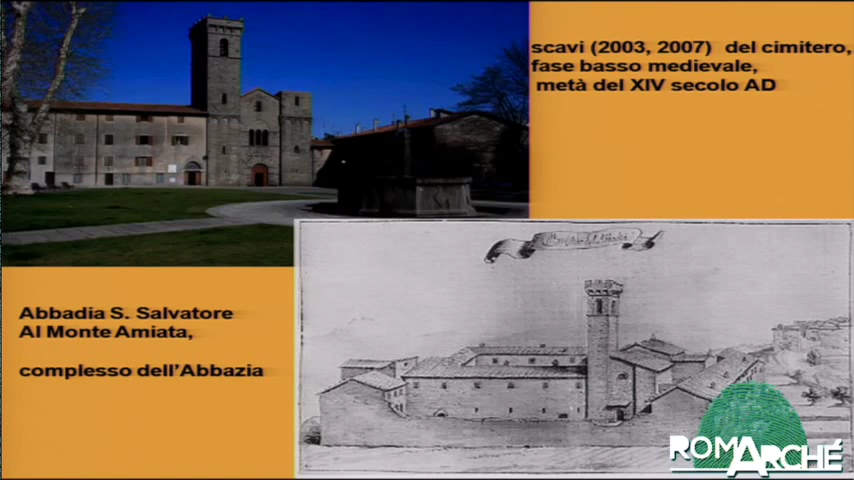 scavi (2003, 2007) del cimitero,
fase basso medievale,
metà del XIV secolo AD
Abbadia S. Salvatore
Al Monte Amiata,
complesso dell'Abbazia
ROMARCHÉ